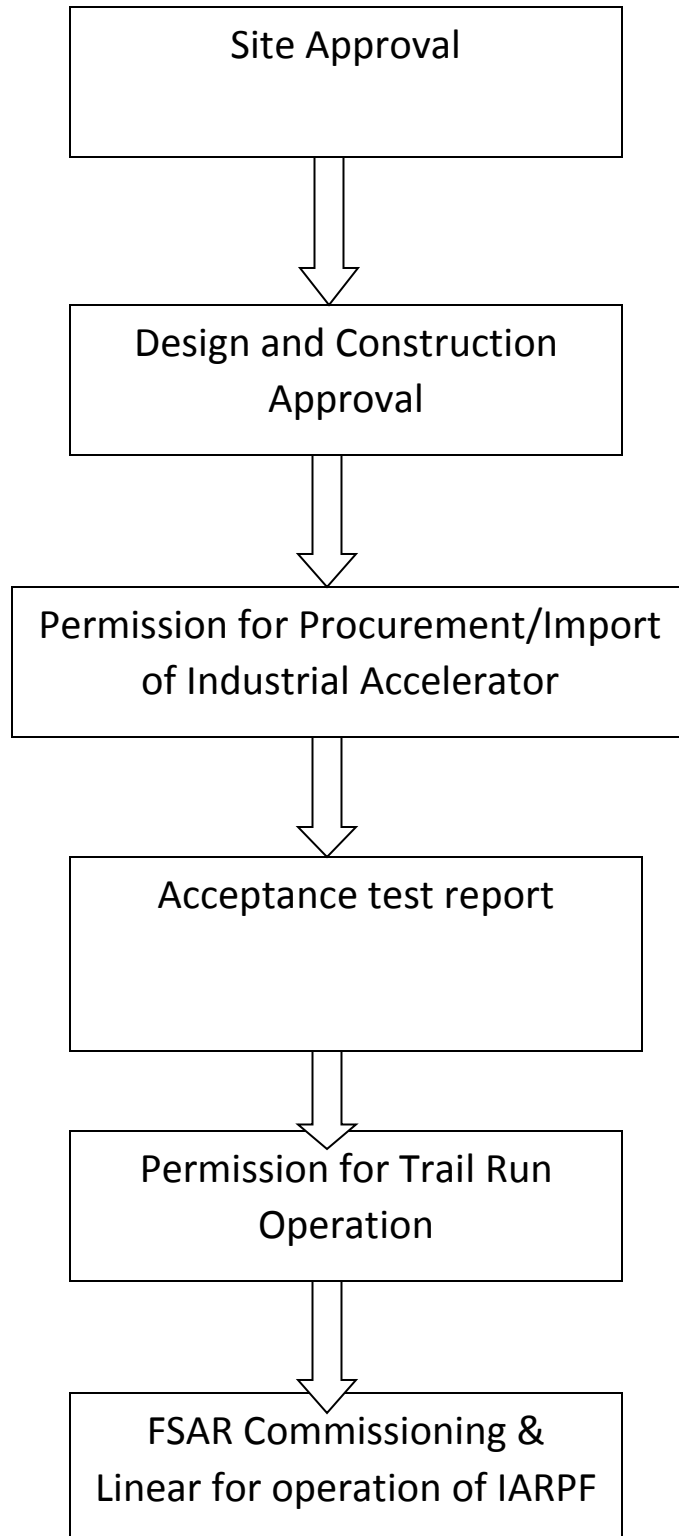 Site Approval
Design and Construction
Approval
Permission for Procurement/Import
of Industrial Accelerator
Acceptance test report
Permission for Trail Run
Operation
FSAR Commissioning &
Linear for operation of IARPF